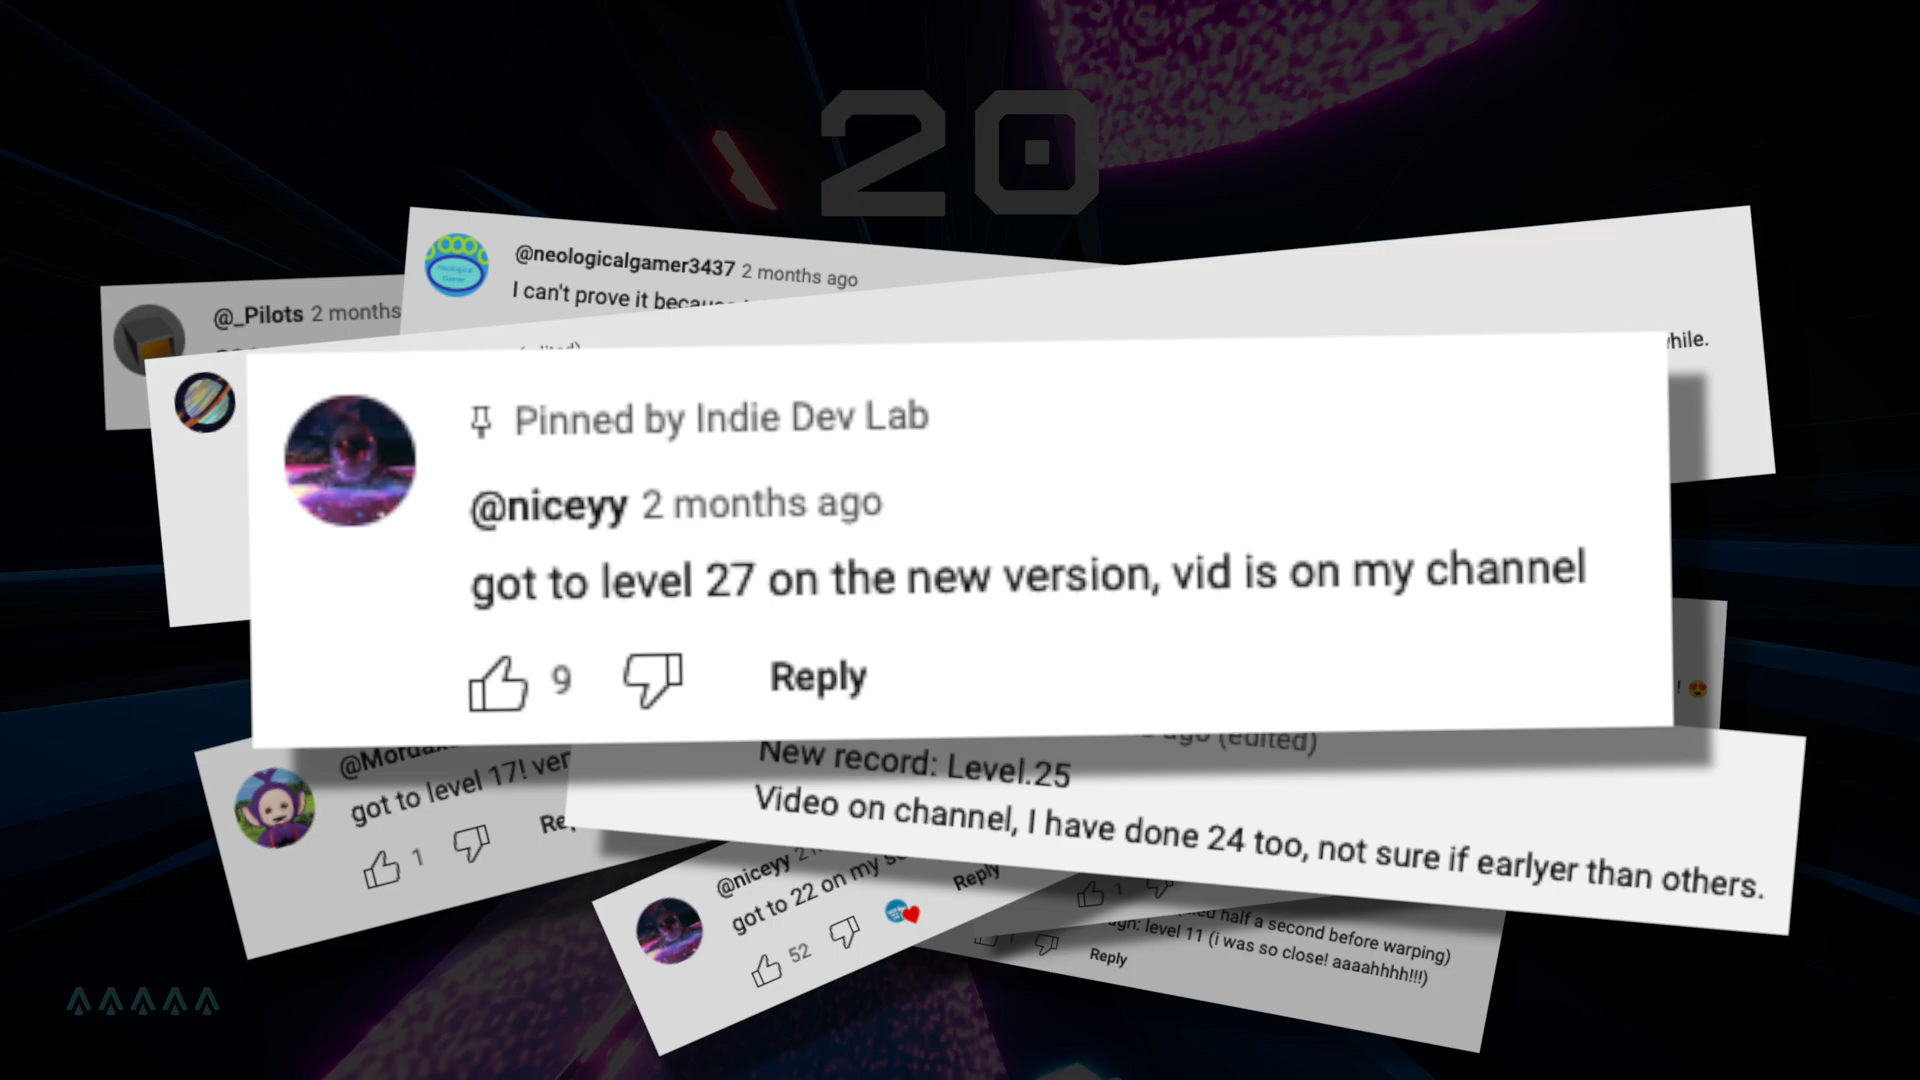 20
@neologicalgamer3437 2 months ago
I can't prove it because
@_Pilots 2 months
(edited)
while.
Pinned by Indie Dev Lab
@niceyy 2 months ago
got to level 27 on the new version, vid is on my channel
9 Reply
ago (edited)
New record: Level.25
Video on channel, I have done 24 too, not sure if earlyer than others.
got to level 17! ver
1
@niceyy 2
got to 22 on my
52 Reply
1
half a second before warping)
level 11 (i was so close! aaaahhhh!!!)
1 Reply